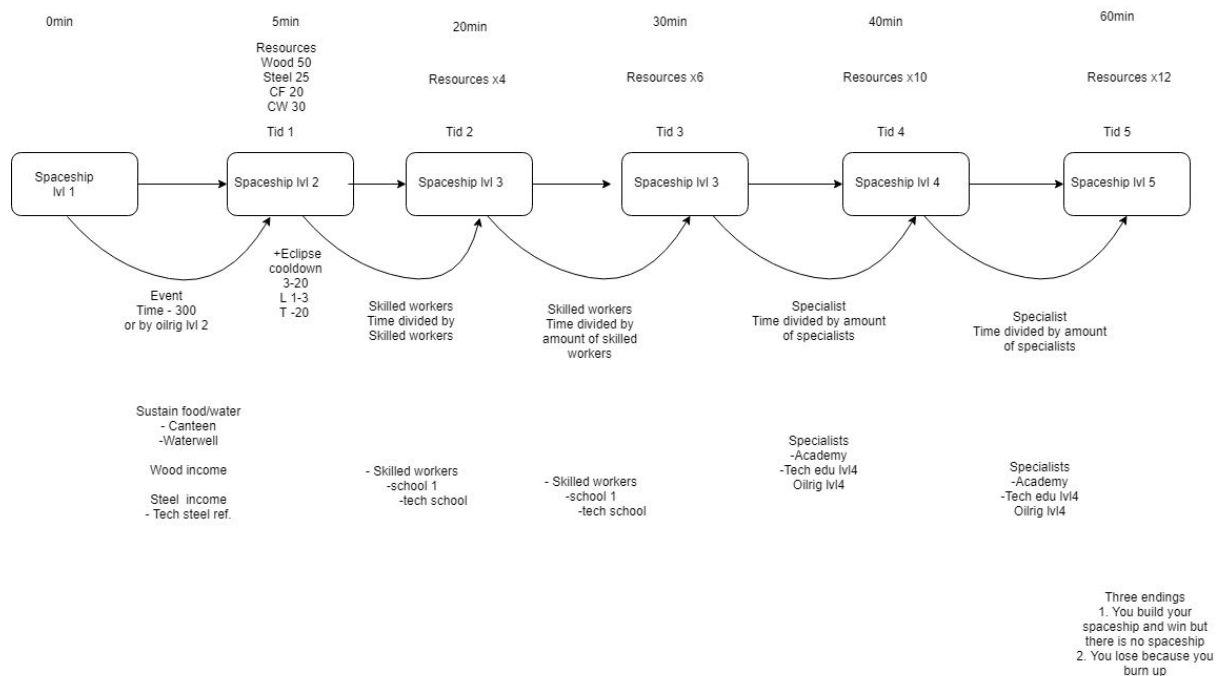 0min
5min
20min
30min
40min
60min
Resources
Wood 50
Steel 25
CF 20
CW 30
Resources x4
Resources x6
Resources x10
Resources x12
Tid 1
Tid 2
Tid 3
Tid 4
Tid 5
Spaceship
lvl 1
Spaceship lvl 2
Spaceship lvl 3
Spaceship lvl 3
Spaceship lvl 4
Spaceship lvl 5
+Eclipse
cooldown
3-20
L 1-3
T -20
Event
Time - 300
or by oilrig lvl 2
Skilled workers
Time divided by
Skilled workers
Skilled workers
Time divided by
amount of skilled
workers
Specialist
Time divided by amount
of specialists
Specialist
Time divided by amount
of specialists
Sustain food/water
- Canteen
-Waterwell
Wood income
Steel income
- Tech steel ref.
- Skilled workers
-school 1
-tech school
- Skilled workers
-school 1
-tech school
Specialists
-Academy
-Tech edu lvl4
Oilrig lvl4
Specialists
-Academy
-Tech edu lvl4
Oilrig lvl4
Three endings
1. You build your
spaceship and win but
there is no spaceship
2. You lose because you
burn up